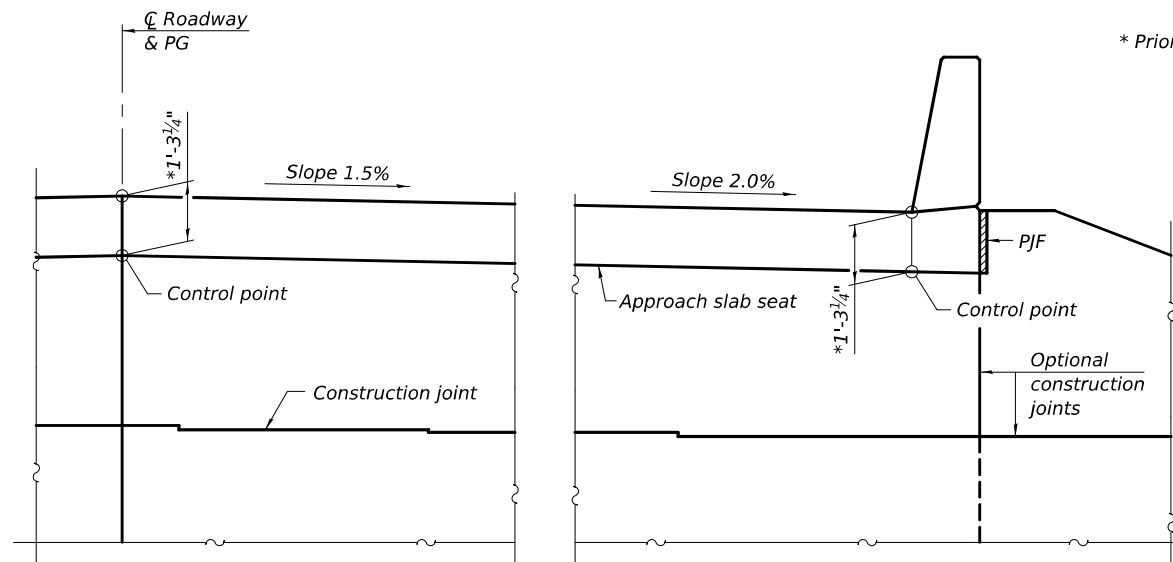 ℄ Roadway
& PG
* Prior
*1'-3¼"
Slope 1.5%
Slope 2.0%
PJF
Control point
Approach slab seat
*1'-3¼"
Control point
Construction joint
Optional
construction
joints